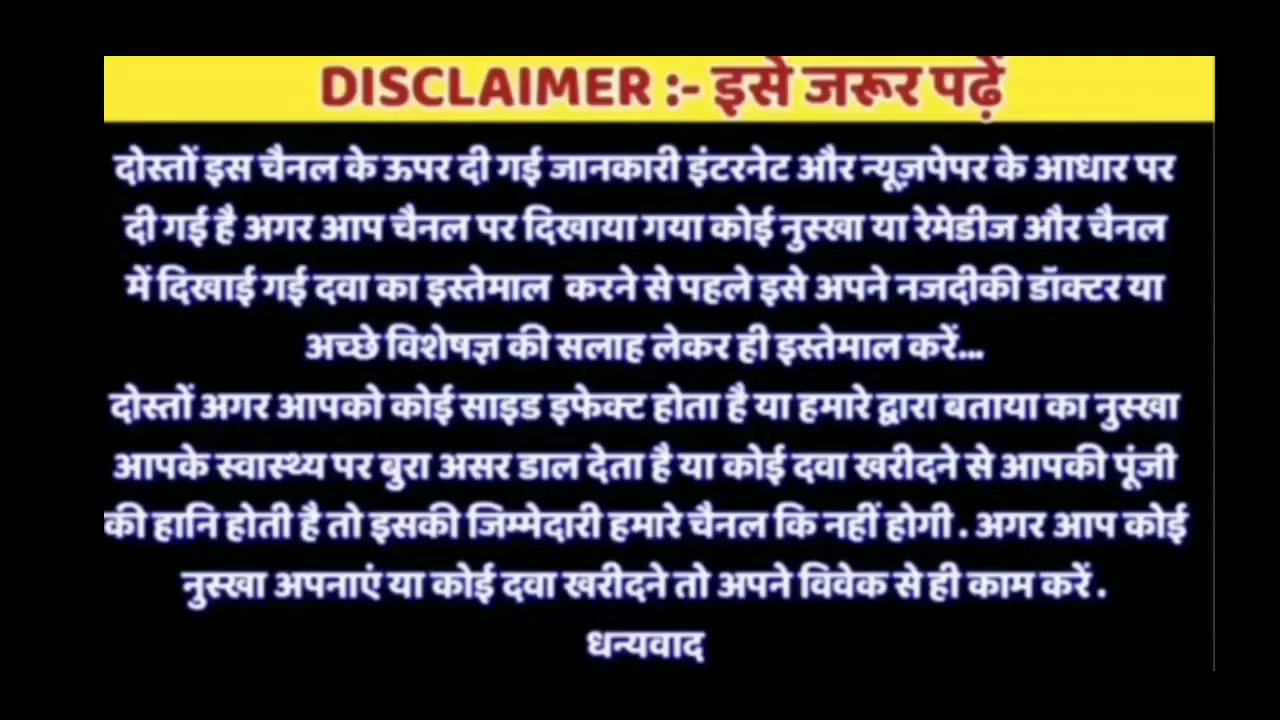 DISCLAIMER :- इसे जरूर पढ़ें
दोस्तों इस चैनल के ऊपर दी गई जानकारी इंटरनेट और न्यूज़पेपर के आधार पर
दी गई है अगर आप चैनल पर दिखाया गया कोई नुस्खा या रेमेडीज और चैनल
में दिखाई गई दवा का इस्तेमाल करने से पहले इसे अपने नजदीकी डॉक्टर या
अच्छे विशेषज्ञ की सलाह लेकर ही इस्तेमाल करें...
दोस्तों अगर आपको कोई साइड इफेक्ट होता है या हमारे द्वारा बताया का नुस्खा
आपके स्वास्थ्य पर बुरा असर डाल देता है या कोई दवा खरीदने से आपकी पूंजी
की हानि होती है तो इसकी जिम्मेदारी हमारे चैनल कि नहीं होगी . अगर आप कोई
नुस्खा अपनाएं या कोई दवा खरीदने तो अपने विवेक से ही काम करें .
धन्यवाद